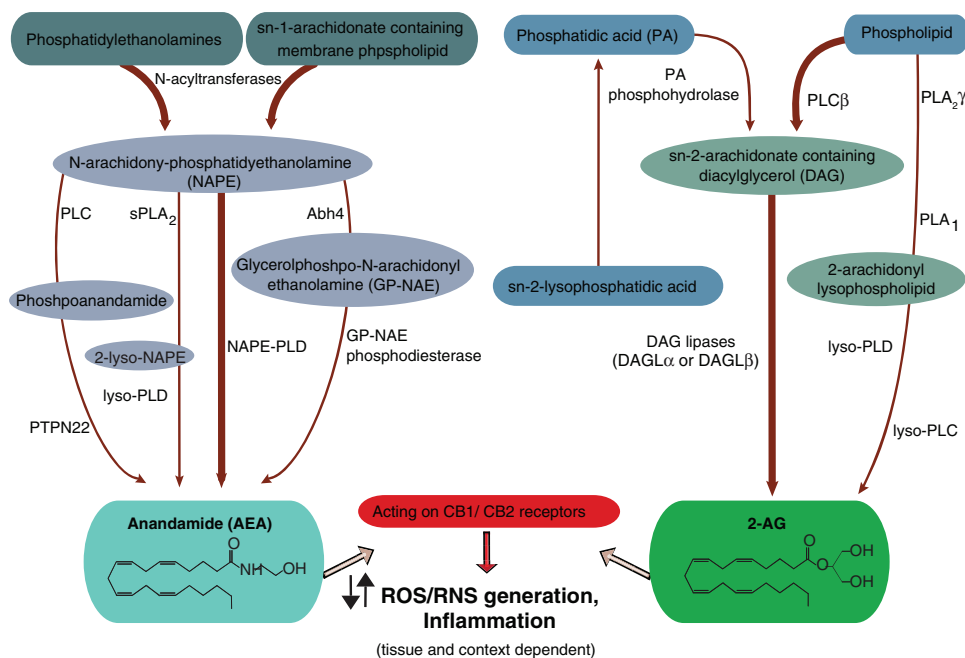 Phosphatidylethanolamines
sn-1-arachidonate containing
membrane phpspholipid
N-acyltransferases
N-arachidony-phosphatidyethanolamine
(NAPE)
PLC
sPLA2
Abh4
Glycerolphoshpo-N-arachidonyl
ethanolamine (GP-NAE)
Phoshpoanandamide
2-lyso-NAPE
NAPE-PLD
GP-NAE
phosphodiesterase
lyso-PLD
PTPN22
Anandamide (AEA)
O
NH
OH
Phosphatidic acid (PA)
Phospholipid
PA
phosphohydrolase
PLCβ
PLA2γ
sn-2-arachidonate containing
diacylglycerol (DAG)
PLA1
sn-2-lysophosphatidic acid
2-arachidonyl
lysophospholipid
DAG lipases
(DAGLα or DAGLβ)
lyso-PLD
lyso-PLC
2-AG
O
O
OH
OH
Acting on CB1/ CB2 receptors
ROS/RNS generation,
Inflammation
(tissue and context dependent)